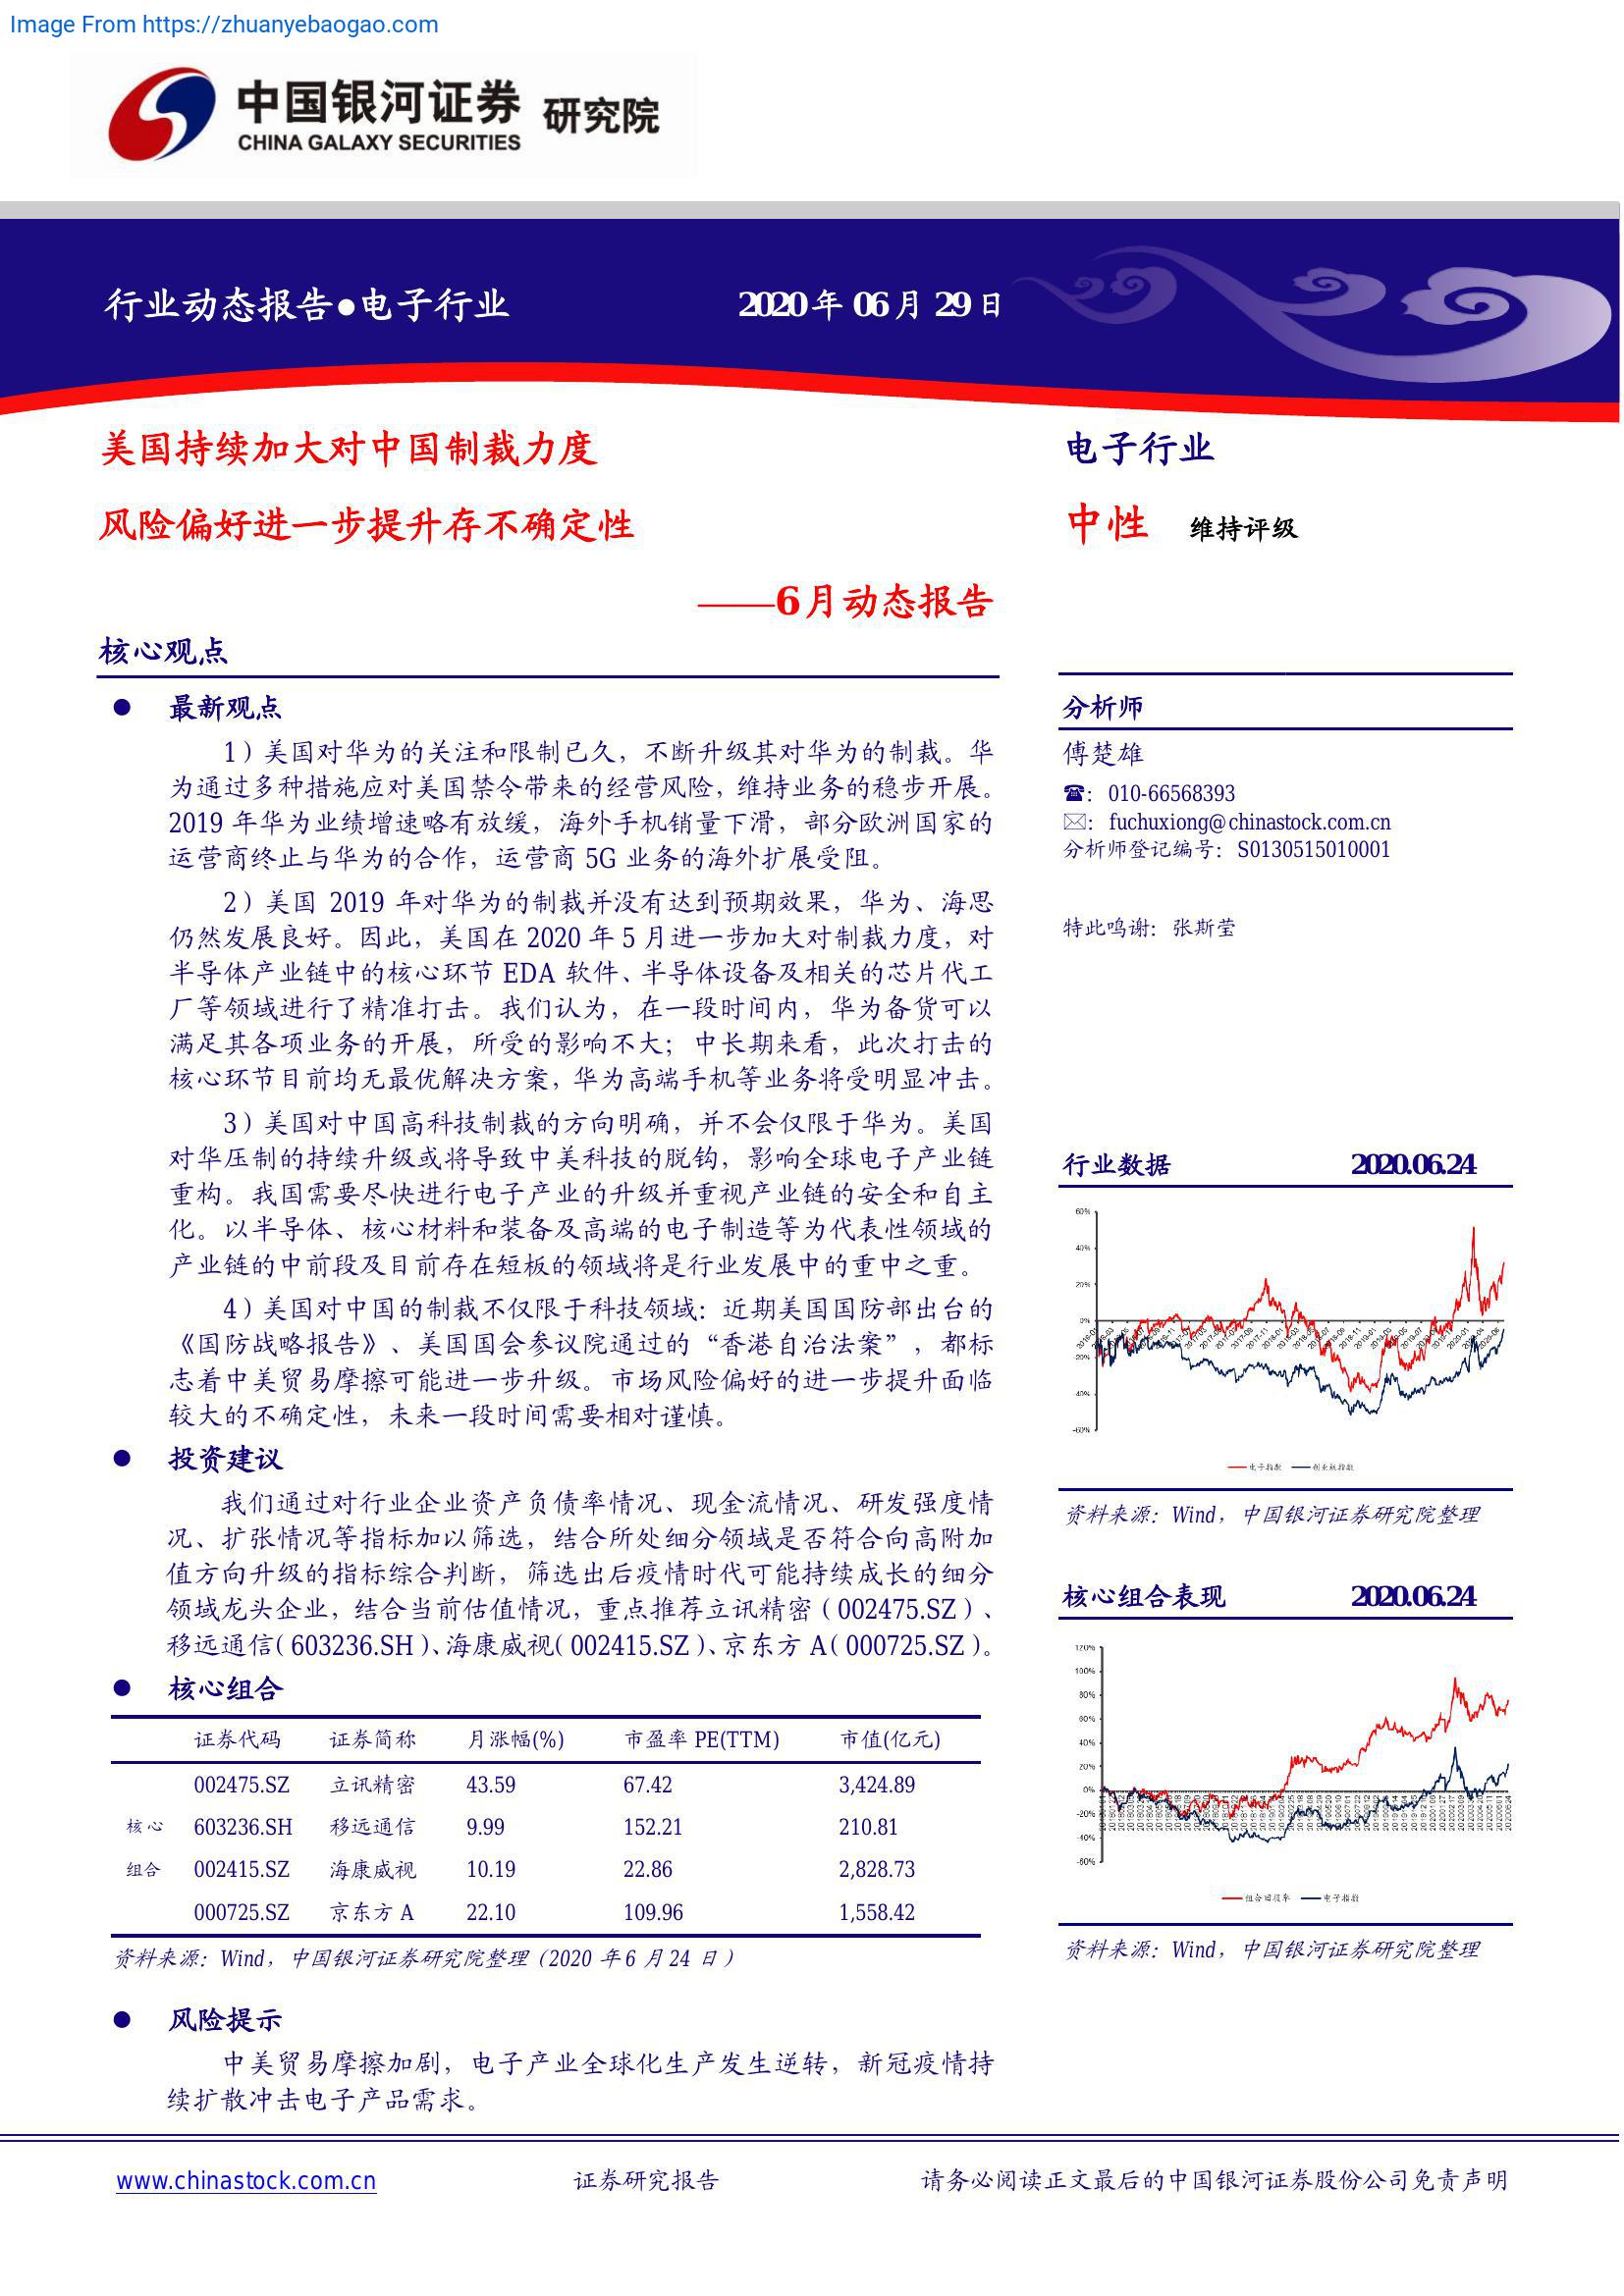 Image From https://zhuanyebaogao.com
中国银河证券 研究院
CHINA GALAXY SECURITIES
行业动态报告●电子行业 2020年 06月 29日
美国持续加大对中国制裁力度
风险偏好进一步提升存不确定性
——6月动态报告
核心观点
● 最新观点
1）美国对华为的关注和限制已久，不断升级其对华为的制裁。华
为通过多种措施应对美国禁令带来的经营风险，维持业务的稳步开展。
2019 年华为业绩增速略有放缓，海外手机销量下滑，部分欧洲国家的
运营商终止与华为的合作，运营商 5G 业务的海外扩展受阻。
2）美国 2019 年对华为的制裁并没有达到预期效果，华为、海思
仍然发展良好。因此，美国在 2020 年 5 月进一步加大对制裁力度，对
半导体产业链中的核心环节 EDA 软件、半导体设备及相关的芯片代工
厂等领域进行了精准打击。我们认为，在一段时间内，华为备货可以
满足其各项业务的开展，所受的影响不大；中长期来看，此次打击的
核心环节目前均无最优解决方案，华为高端手机等业务将受明显冲击。
3）美国对中国高科技制裁的方向明确，并不会仅限于华为。美国
对华压制的持续升级或将导致中美科技的脱钩，影响全球电子产业链
重构。我国需要尽快进行电子产业的升级并重视产业链的安全和自主
化。以半导体、核心材料和装备及高端的电子制造等为代表性领域的
产业链的中前段及目前存在短板的领域将是行业发展中的重中之重。
4）美国对中国的制裁不仅限于科技领域：近期美国国防部出台的
《国防战略报告》、美国国会参议院通过的“香港自治法案”，都标
志着中美贸易摩擦可能进一步升级。市场风险偏好的进一步提升面临
较大的不确定性，未来一段时间需要相对谨慎。
● 投资建议
我们通过对行业企业资产负债率情况、现金流情况、研发强度情
况、扩张情况等指标加以筛选，结合所处细分领域是否符合向高附加
值方向升级的指标综合判断，筛选出后疫情时代可能持续成长的细分
领域龙头企业，结合当前估值情况，重点推荐立讯精密（002475.SZ）、
移远通信（603236.SH）、海康威视（002415.SZ）、京东方 A（000725.SZ）。
● 核心组合
证券代码 证券简称 月涨幅(%) 市盈率 PE(TTM) 市值(亿元)
002475.SZ 立讯精密 43.59 67.42 3,424.89
核心 603236.SH 移远通信 9.99 152.21 210.81
组合 002415.SZ 海康威视 10.19 22.86 2,828.73
000725.SZ 京东方 A 22.10 109.96 1,558.42
资料来源：Wind，中国银河证券研究院整理（2020 年 6 月 24 日）
● 风险提示
中美贸易摩擦加剧，电子产业全球化生产发生逆转，新冠疫情持
续扩散冲击电子产品需求。
电子行业
中性 维持评级
分析师
傅楚雄
☎：010-66568393
✉：fuchuxiong@chinastock.com.cn
分析师登记编号：S0130515010001
特此鸣谢：张斯莹
行业数据 2020.06.24
60%
40%
20%
0%
-20%
-40%
-60%
电子指数 创业板指数
资料来源：Wind，中国银河证券研究院整理
核心组合表现 2020.06.24
120%
100%
80%
60%
40%
20%
0%
-20%
-40%
-60%
组合日收率 电子指数
资料来源：Wind，中国银河证券研究院整理
www.chinastock.com.cn 证券研究报告 请务必阅读正文最后的中国银河证券股份公司免责声明